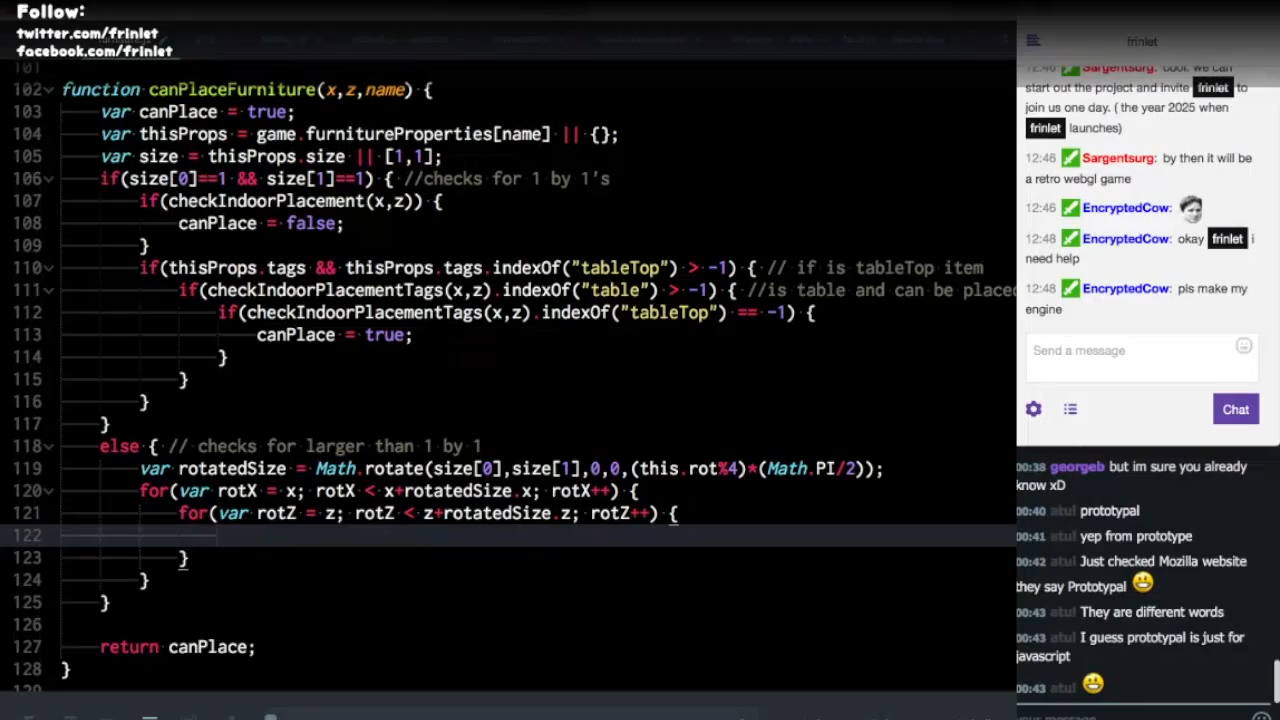 Follow:
twitter.com/frinlet
facebook.com/frinlet
101
102 function canPlaceFurniture(x,z,name) {
103 var canPlace = true;
104 var thisProps = game.furnitureProperties[name] || {};
105 var size = thisProps.size || [1,1];
106 if(size[0]==1 && size[1]==1) { //checks for 1 by 1's
107 if(checkIndoorPlacement(x,z)) {
108 canPlace = false;
109 }
110 if(thisProps.tags && thisProps.tags.indexOf("tableTop") > -1) { // if is tableTop item
111 if(checkIndoorPlacementTags(x,z).indexOf("table") > -1) { //is table and can be placed
112 if(checkIndoorPlacementTags(x,z).indexOf("tableTop") == -1) {
113 canPlace = true;
114 }
115 }
116 }
117 }
118 else { // checks for larger than 1 by 1
119 var rotatedSize = Math.rotate(size[0],size[1],0,0,(this.rot%4)*(Math.PI/2));
120 for(var rotX = x; rotX < x+rotatedSize.x; rotX++) {
121 for(var rotZ = z; rotZ < z+rotatedSize.z; rotZ++) {
122
123 }
124 }
125 }
126
127 return canPlace;
128 }
129
frinlet
12:46 Sargentsurg: cool. we can
start out the project and invite frinlet to
join us one day. ( the year 2025 when
frinlet launches)
12:46 Sargentsurg: by then it will be
a retro webgl game
12:46 EncryptedCow:
12:48 EncryptedCow: okay frinlet i
need help
12:48 EncryptedCow: pls make my
engine
Send a message
Chat
00:38 georgeb but im sure you already
know xD
00:40 atul prototypal
00:41 atul yep from prototype
00:42 atul Just checked Mozilla website
they say Prototypal
00:43 atul They are different words
00:43 atul I guess prototypal is just for
javascript
00:43 atul